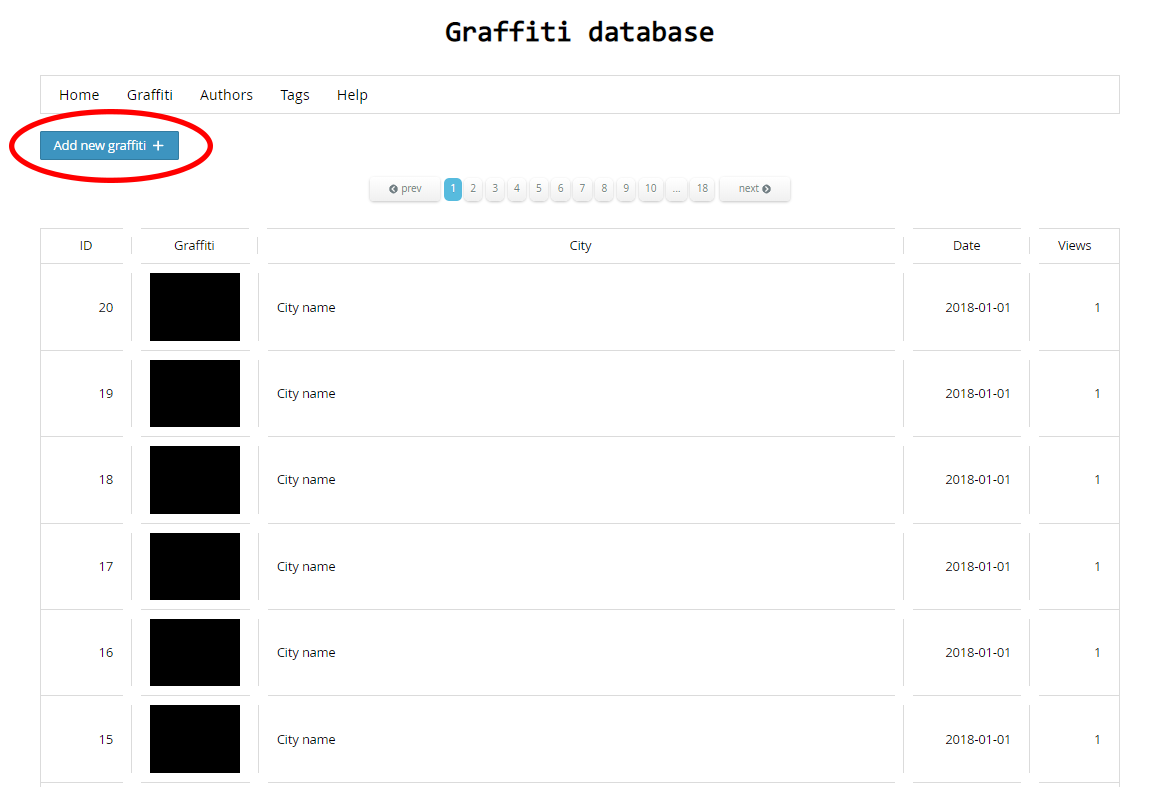 Graffiti database
Home Graffiti Authors Tags Help
Add new graffiti +
prev 1 2 3 4 5 6 7 8 9 10 ... 18 next
ID Graffiti City Date Views
20 City name 2018-01-01 1
19 City name 2018-01-01 1
18 City name 2018-01-01 1
17 City name 2018-01-01 1
16 City name 2018-01-01 1
15 City name 2018-01-01 1